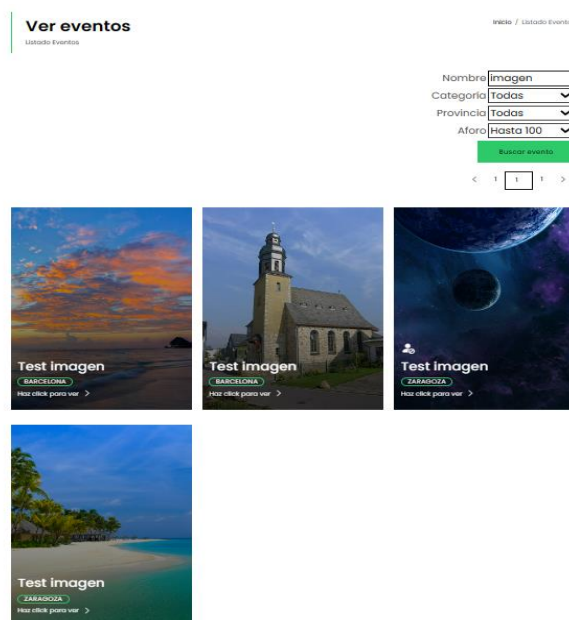 Ver eventos
Listado Eventos
Inicio / Listado Evento
Nombre imagen
Categoría Todas
Provincia Todas
Aforo Hasta 100
Buscar evento
< 1 1 1 >
Test imagen
BARCELONA
Haz click para ver >
Test imagen
BARCELONA
Haz click para ver >
Test imagen
ZARAGOZA
Haz click para ver >
Test imagen
ZARAGOZA
Haz click para ver >